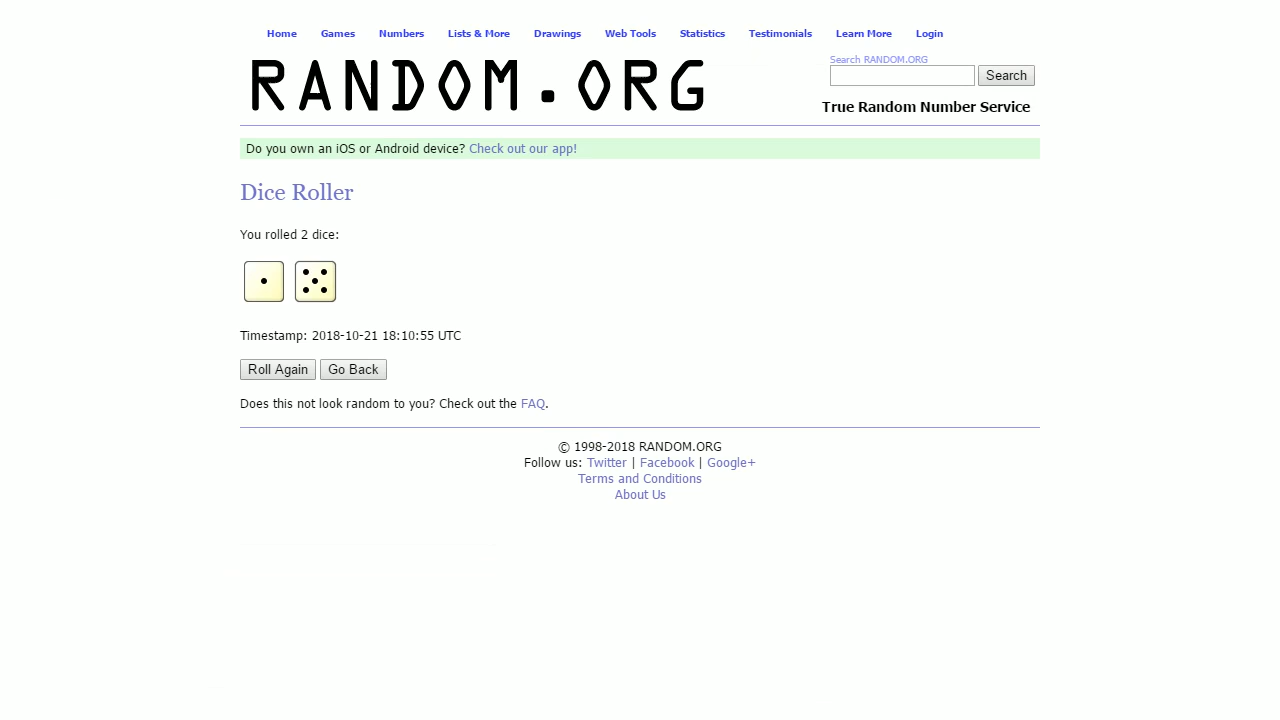 Home Games Numbers Lists & More Drawings Web Tools Statistics Testimonials Learn More Login
RANDOM.ORG
Search RANDOM.ORG
Search
True Random Number Service
Do you own an iOS or Android device? Check out our app!
Dice Roller
You rolled 2 dice:
Timestamp: 2018-10-21 18:10:55 UTC
Roll Again Go Back
Does this not look random to you? Check out the FAQ.
© 1998-2018 RANDOM.ORG
Follow us: Twitter | Facebook | Google+
Terms and Conditions
About Us